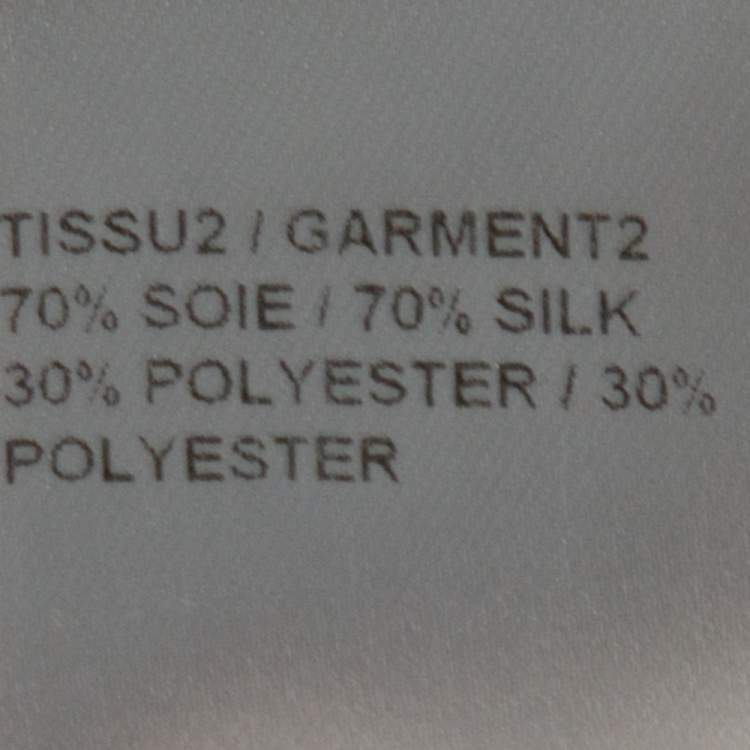 TISSU2 / GARMENT2
70% SOIE / 70% SILK
30% POLYESTER / 30%
POLYESTER